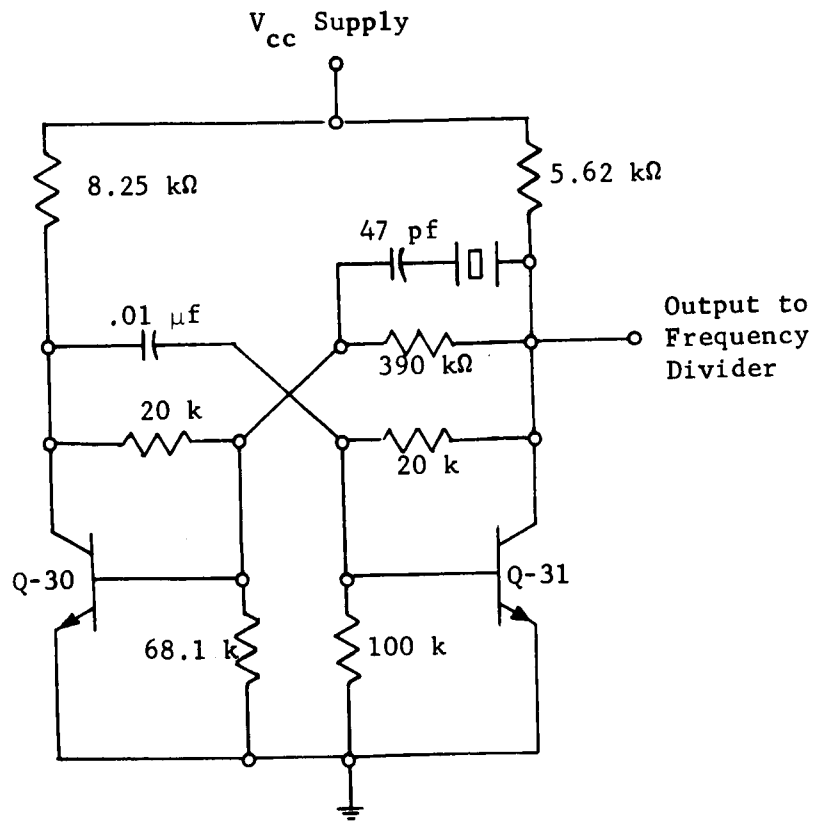 Vcc Supply
8.25 kΩ
5.62 kΩ
47 pf
.01 μf
Output to
Frequency
Divider
390 kΩ
20 k
20 k
Q-30
Q-31
68.1 k
100 k